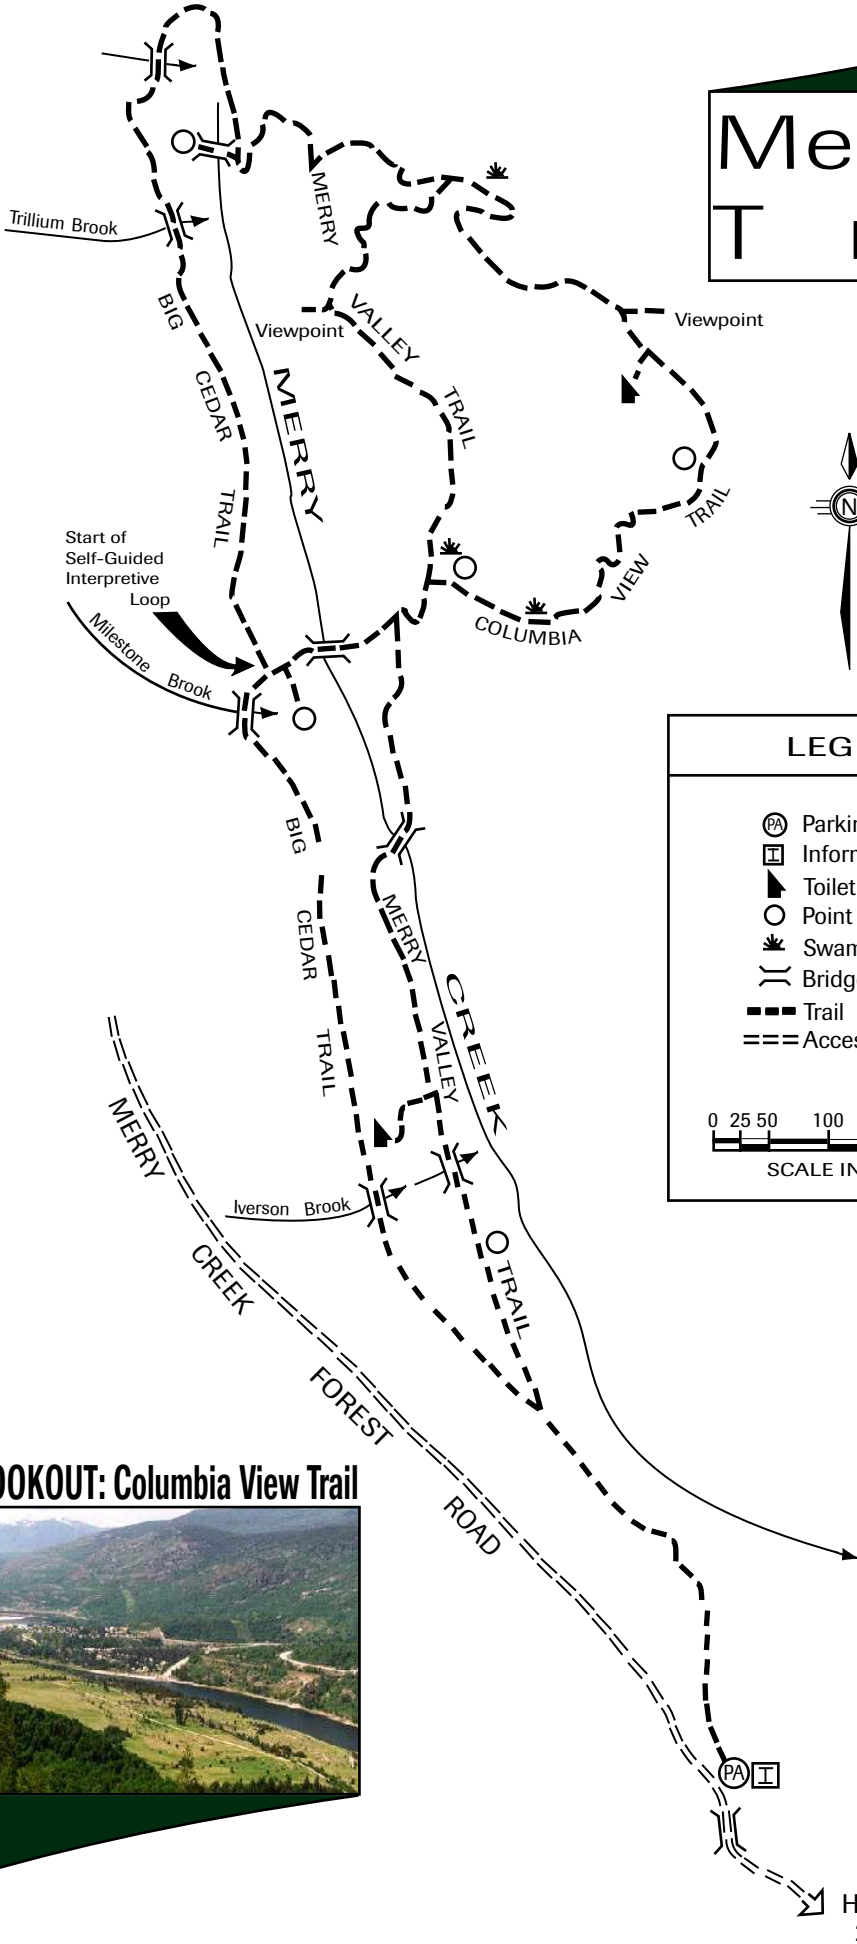 Me
T
Trillium Brook
MERRY
BIG
VALLEY
Viewpoint
Viewpoint
CEDAR
MERRY
TRAIL
TRAIL
TRAIL
N
Start of
Self-Guided
Interpretive
Loop
VIEW
COLUMBIA
Milestone Brook
LEG
BIG
PA Parkin
I Inforn
Toilet
Point
Swam
Bridg
Trail
Acces
MERRY
CEDAR
CREEK
TRAIL
VALLEY
0 25 50 100
SCALE IN
MERRY
Iverson Brook
CREEK
TRAIL
FOREST
OOKOUT: Columbia View Trail
ROAD
PA I
H